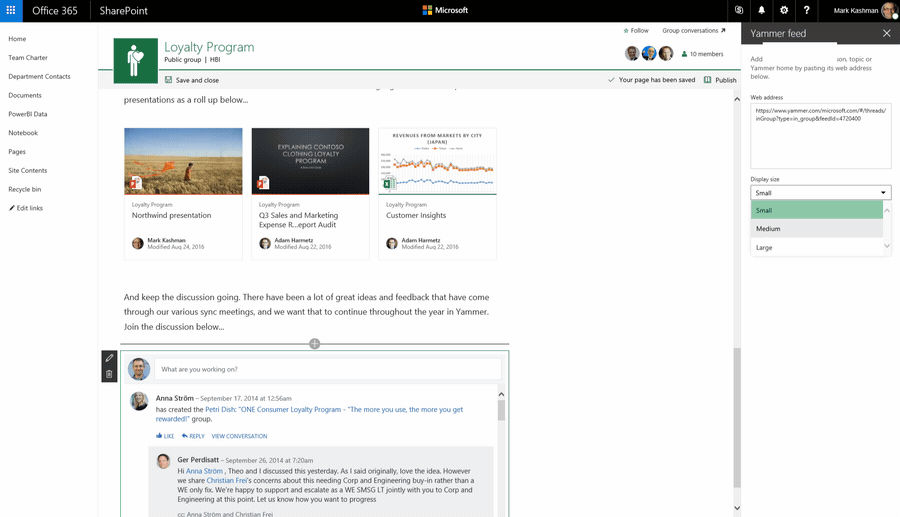 Office 365
SharePoint
Microsoft
Mark Kashman
Home
Team Charter
Department Contacts
Documents
PowerBI Data
Notebook
Pages
Site Contents
Recycle bin
Edit links
Loyalty Program
Public group | HBI
Follow
Group conversations
10 members
Save and close
Your page has been saved
Publish
presentations as a roll up below...
EXPLAINING CONTOSO
CLOTHING LOYALTY
PROGRAM
REVENUES FROM MARKETS BY CITY
(JAPAN)
Loyalty Program
Northwind presentation
Mark Kashman
Modified Aug 24, 2016
Loyalty Program
Q3 Sales and Marketing
Expense R...eport Audit
Adam Harmetz
Modified Aug 22, 2016
Loyalty Program
Customer Insights
Adam Harmetz
Modified Aug 22, 2016
And keep the discussion going. There have been a lot of great ideas and feedback that have come
through our various sync meetings, and we want that to continue throughout the year in Yammer.
Join the discussion below...
What are you working on?
Anna Ström – September 17, 2014 at 12:56am
has created the Petri Dish: "ONE Consumer Loyalty Program - "The more you use, the more you get
rewarded!" group.
LIKE REPLY VIEW CONVERSATION
Ger Perdisatt – September 26, 2014 at 7:20am
Hi Anna Ström , Theo and I discussed this yesterday. As I said originally, love the idea. However
we share Christian Frei's concerns about this needing Corp and Engineering buy-in rather than a
WE only fix. We're happy to support and escalate as a WE SMSG LT jointly with you to Corp and
Engineering at this point. Let us know how you want to progress
cc: Anna Ström and Christian Frei
Yammer feed
Add on, topic or
Yammer home by pasting its web address
below.
Web address
https://www.yammer.com/microsoft.com/#/threads/
inGroup?type=in_group&feedId=4720400
Display size
Small
Small
Medium
Large